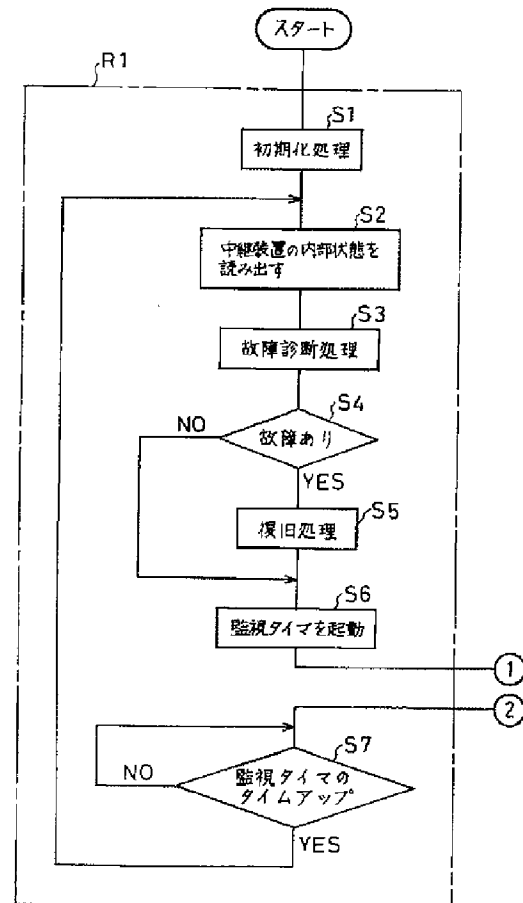 スタート
R1
S1
初期化処理
S2
中継装置の内部状態を
読み出す
S3
故障診断処理
S4
故障あり
NO
YES
S5
復旧処理
S6
監視タイマを起動
1
2
S7
監視タイマの
タイムアップ
NO
YES